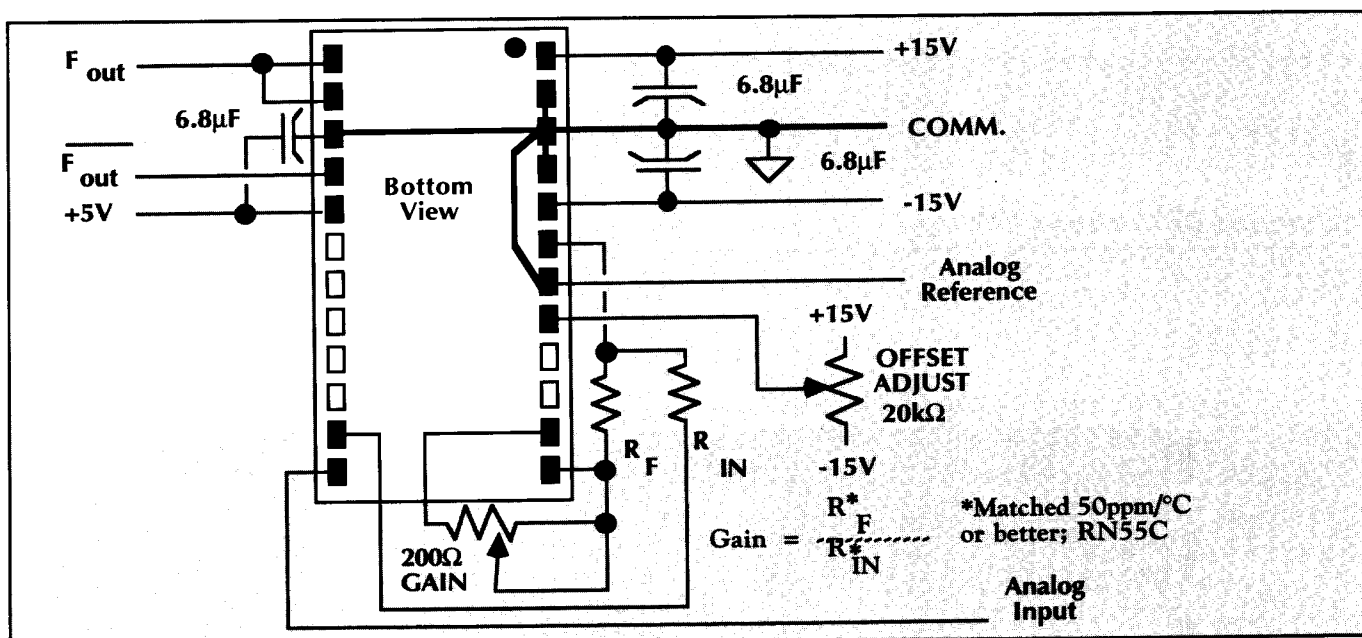 F out
+15V
6.8μF
6.8μF
COMM.
F out
6.8μF
Bottom
View
+5V
-15V
Analog
Reference
+15V
OFFSET
ADJUST
20kΩ
R F
R IN
-15V
200Ω
GAIN
Gain = R*F / R*IN
*Matched 50ppm/°C
or better; RN55C
Analog
Input